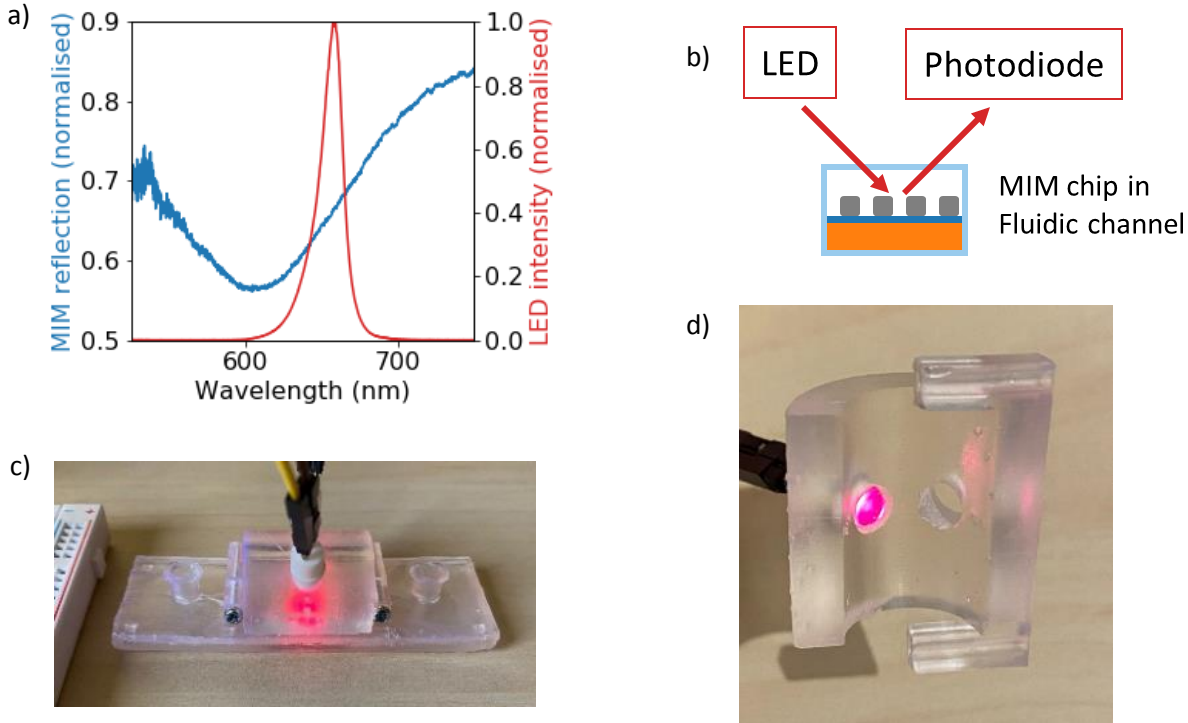 a)
MIM reflection (normalised)
0.9
0.8
0.7
0.6
0.5
600
700
Wavelength (nm)
1.0
0.8
0.6
0.4
0.2
0.0
LED intensity (normalised)
b)
LED
Photodiode
MIM chip in
Fluidic channel
c)
d)